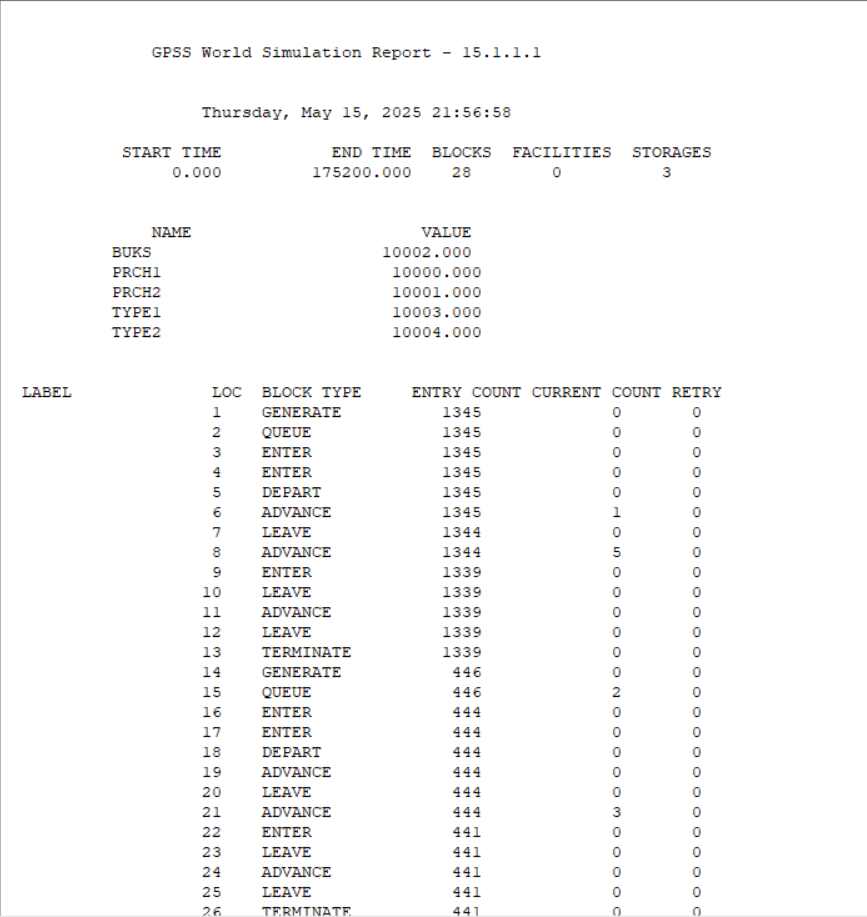 GPSS World Simulation Report - 15.1.1.1
Thursday, May 15, 2025 21:56:58
START TIME END TIME BLOCKS FACILITIES STORAGES
0.000 175200.000 28 0 3
NAME VALUE
BUKS 10002.000
PRCH1 10000.000
PRCH2 10001.000
TYPE1 10003.000
TYPE2 10004.000
LABEL LOC BLOCK TYPE ENTRY COUNT CURRENT COUNT RETRY
1 GENERATE 1345 0 0
2 QUEUE 1345 0 0
3 ENTER 1345 0 0
4 ENTER 1345 0 0
5 DEPART 1345 0 0
6 ADVANCE 1345 1 0
7 LEAVE 1344 0 0
8 ADVANCE 1344 5 0
9 ENTER 1339 0 0
10 LEAVE 1339 0 0
11 ADVANCE 1339 0 0
12 LEAVE 1339 0 0
13 TERMINATE 1339 0 0
14 GENERATE 446 0 0
15 QUEUE 446 2 0
16 ENTER 444 0 0
17 ENTER 444 0 0
18 DEPART 444 0 0
19 ADVANCE 444 0 0
20 LEAVE 444 0 0
21 ADVANCE 444 3 0
22 ENTER 441 0 0
23 LEAVE 441 0 0
24 ADVANCE 441 0 0
25 LEAVE 441 0 0
26 TERMINATE 441 0 0